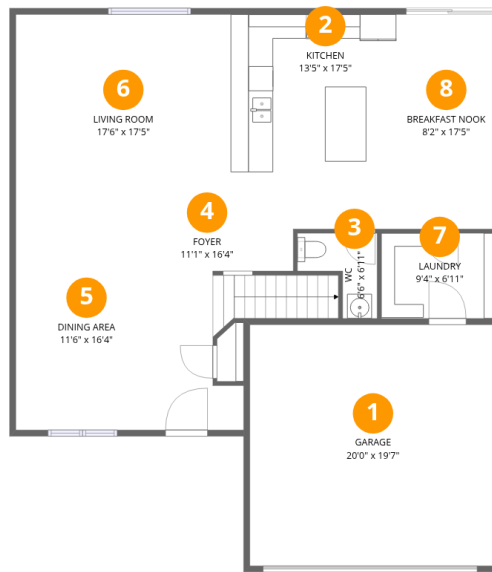 2
KITCHEN
13'5" x 17'5"
6
LIVING ROOM
17'6" x 17'5"
8
BREAKFAST NOOK
8'2" x 17'5"
4
FOYER
11'1" x 16'4"
3
WC
6'6" x 6'11"
7
LAUNDRY
9'4" x 6'11"
5
DINING AREA
11'6" x 16'4"
1
GARAGE
20'0" x 19'7"